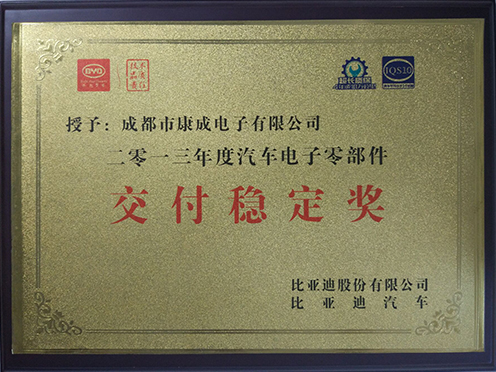 BYD
IQS10
授予：成都市康成电子有限公司
二零一三年度汽车电子零部件
交付稳定奖
比亚迪股份有限公司
比亚迪汽车